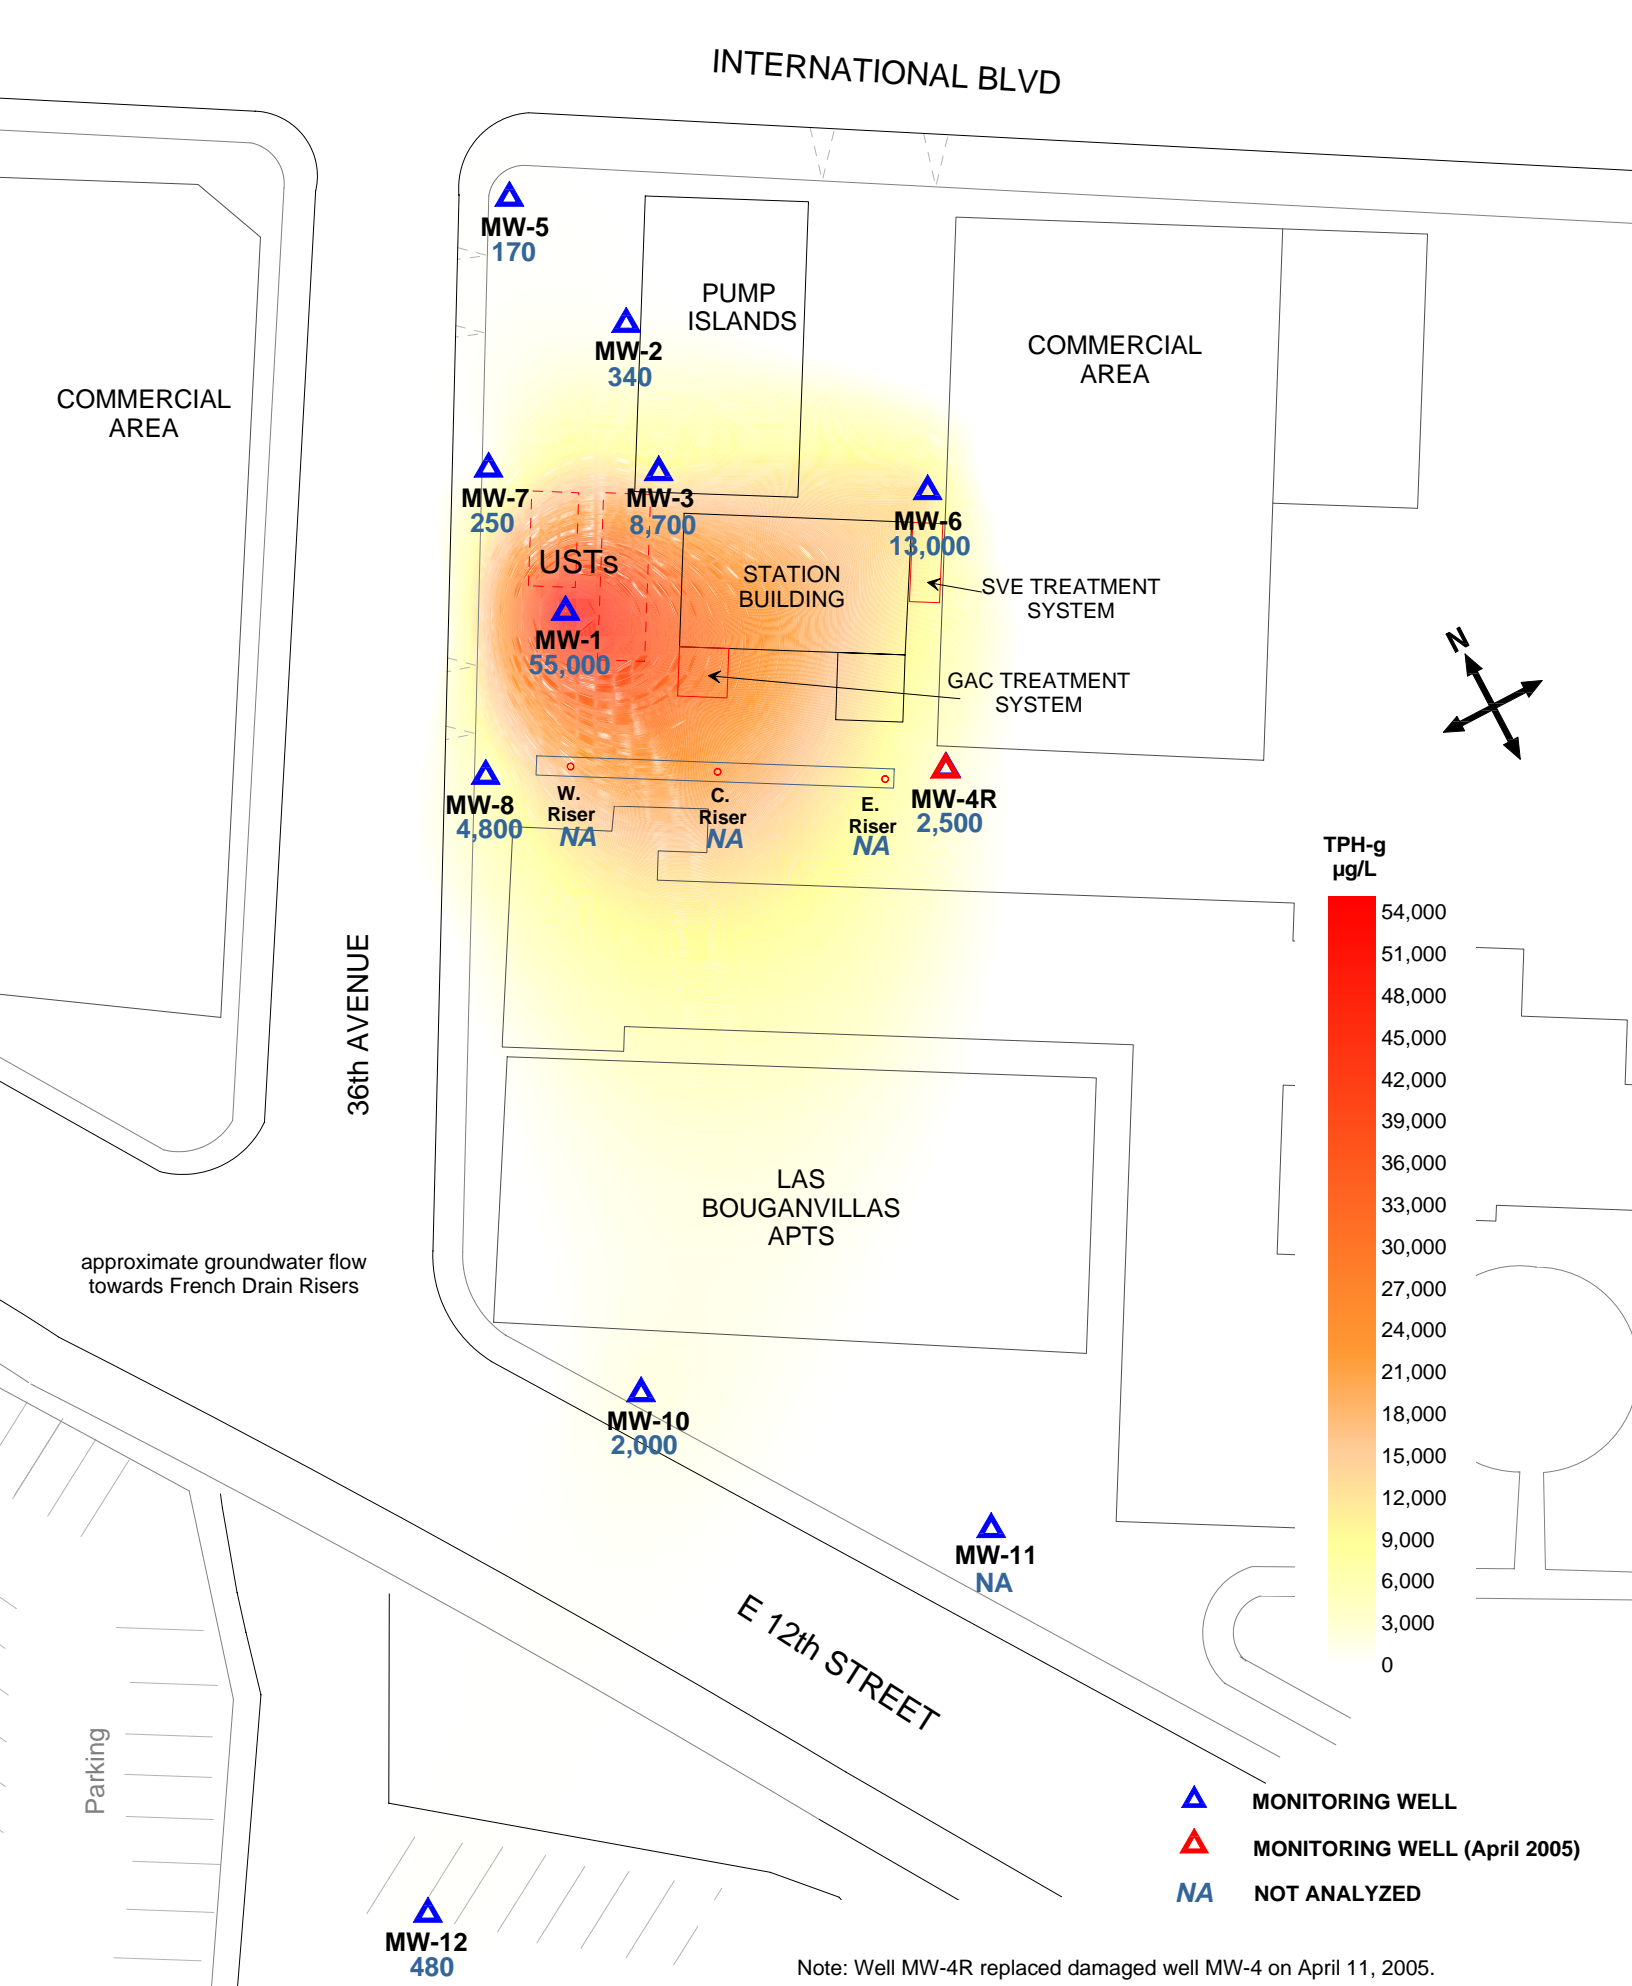 INTERNATIONAL BLVD
MW-5
170
PUMP
ISLANDS
MW-2
340
COMMERCIAL
AREA
COMMERCIAL
AREA
MW-7
250
MW-3
8,700
MW-6
13,000
USTs
STATION
BUILDING
SVE TREATMENT
SYSTEM
MW-1
55,000
N
GAC TREATMENT
SYSTEM
MW-8
4,800
W.
Riser
NA
C.
Riser
NA
E.
Riser
NA
MW-4R
2,500
TPH-g
µg/L
54,000
51,000
48,000
45,000
42,000
39,000
36,000
33,000
30,000
27,000
24,000
21,000
18,000
15,000
12,000
9,000
6,000
3,000
0
36th AVENUE
LAS
BOUGANVILLAS
APTS
approximate groundwater flow
towards French Drain Risers
MW-10
2,000
MW-11
NA
E 12th STREET
Parking
MONITORING WELL
MONITORING WELL (April 2005)
NA NOT ANALYZED
MW-12
480
Note: Well MW-4R replaced damaged well MW-4 on April 11, 2005.